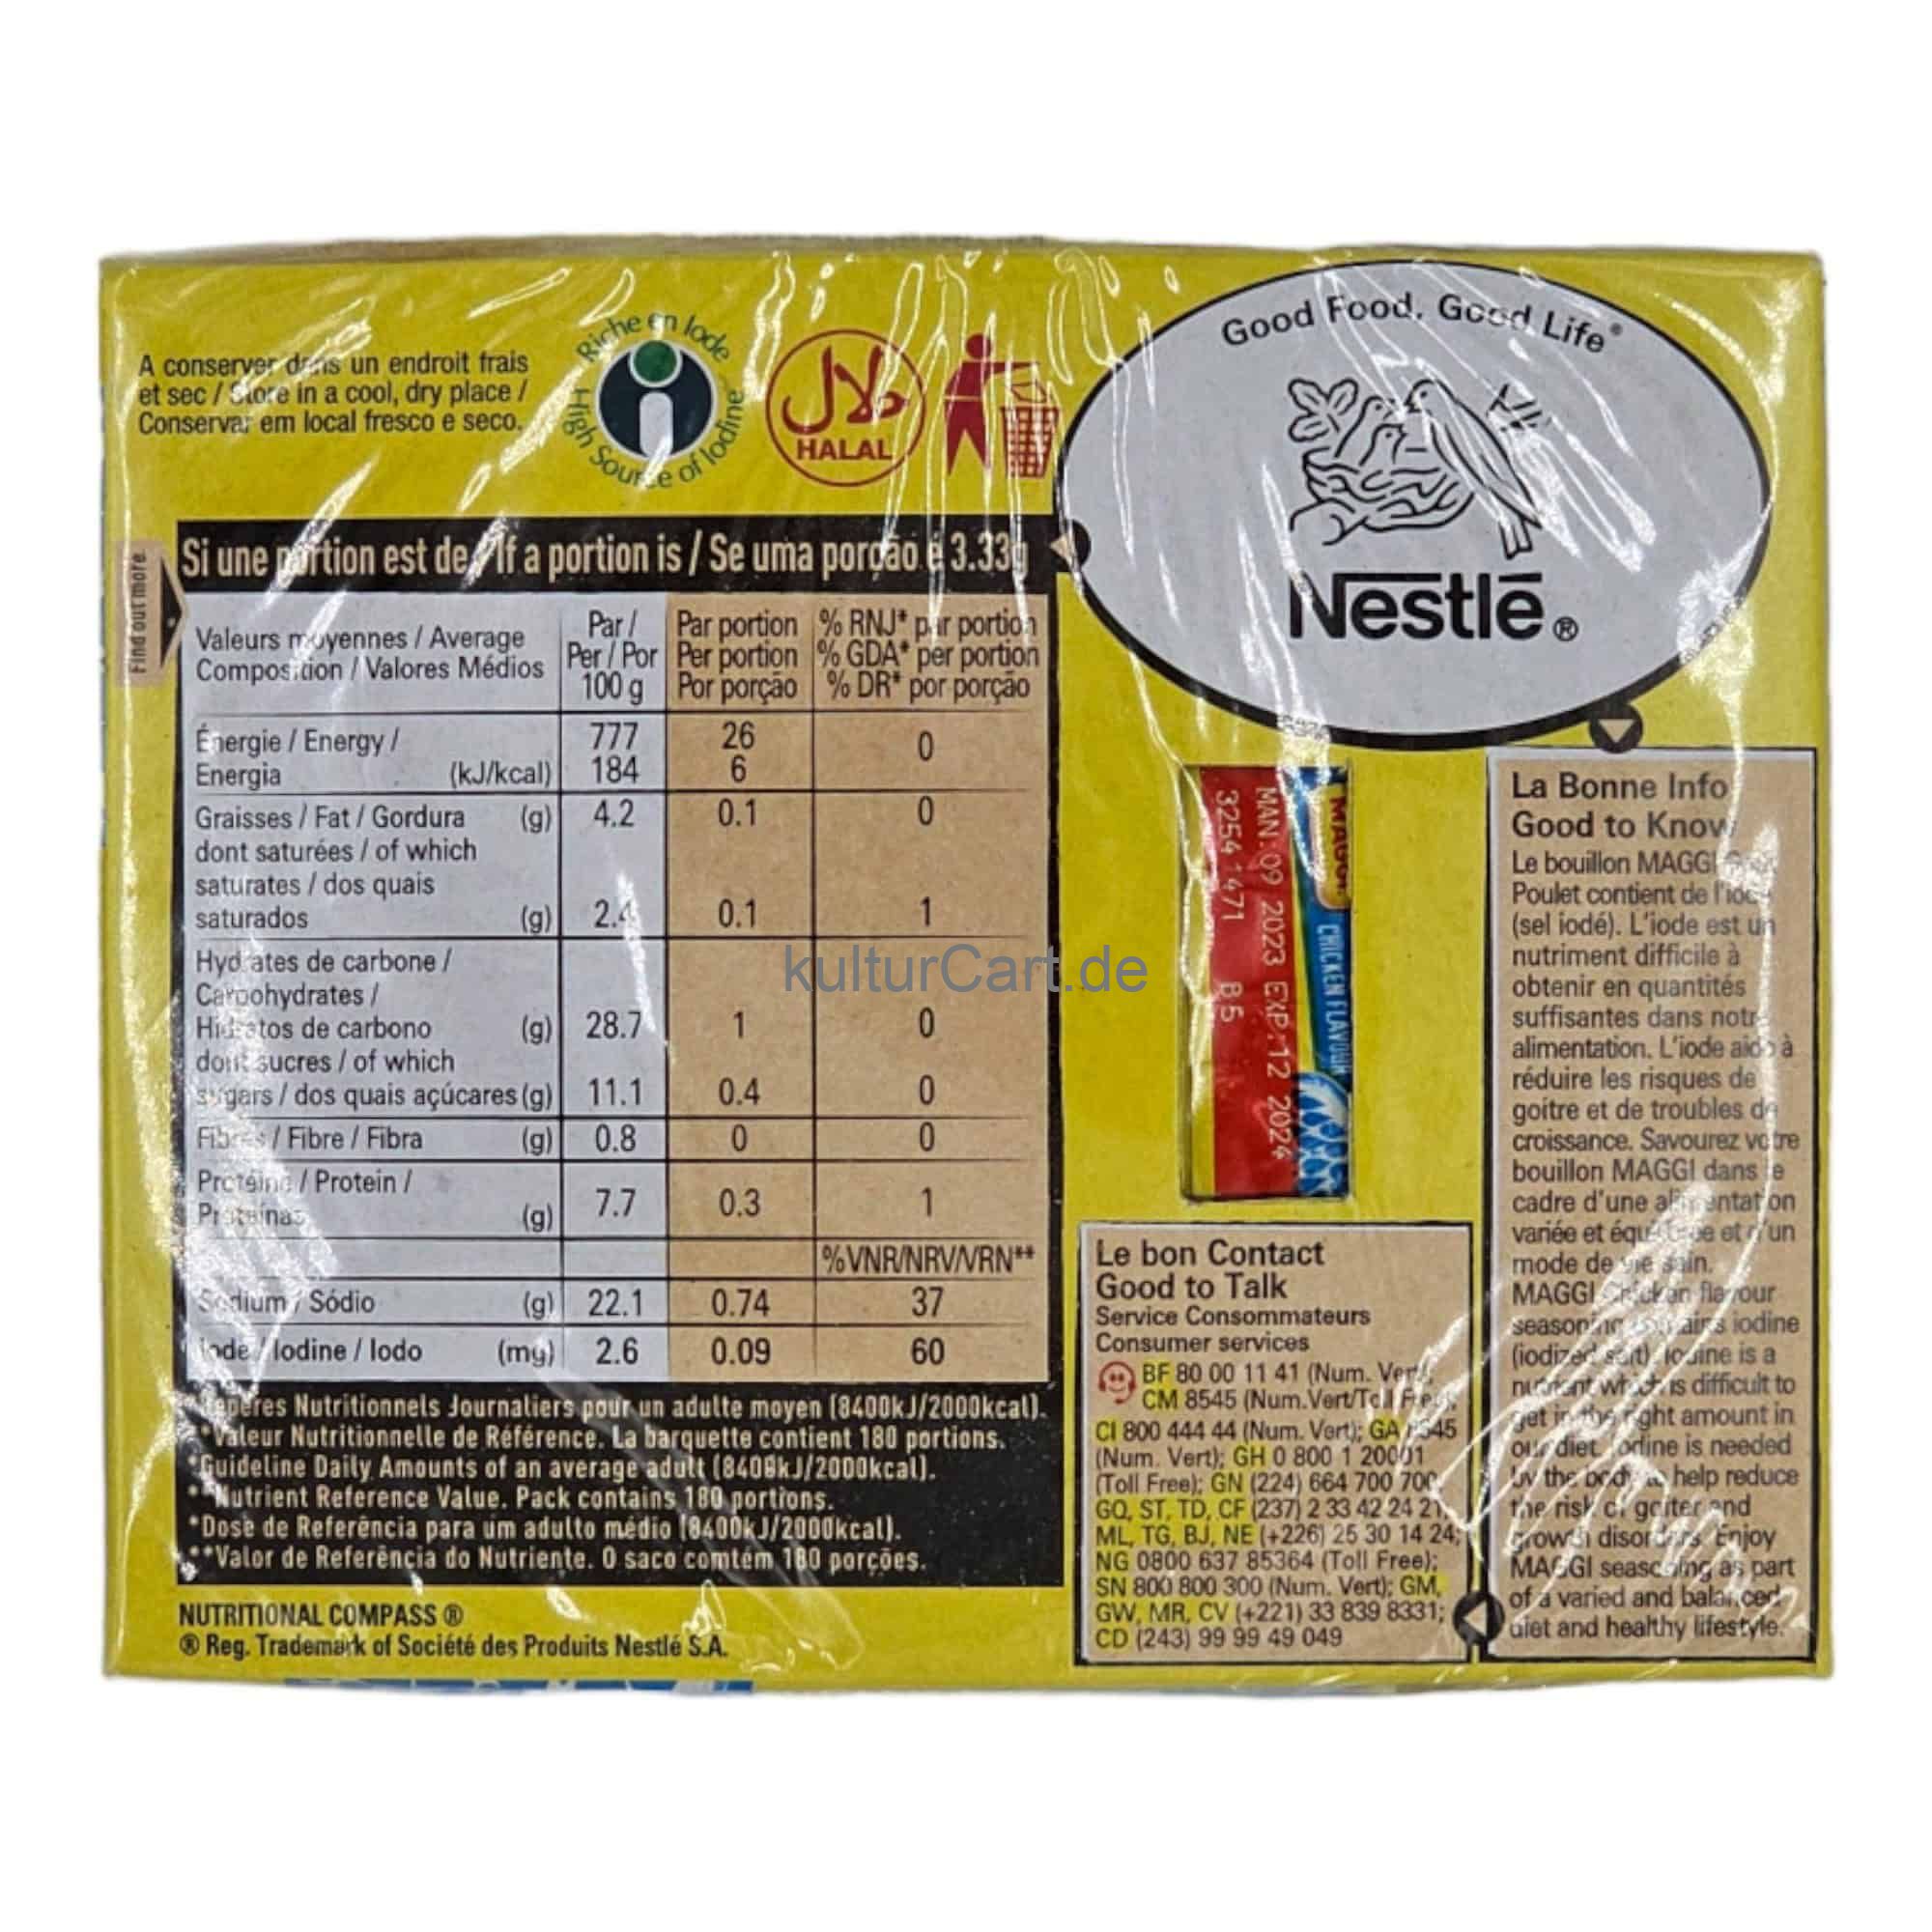 A conserver dans un endroit frais
et sec / Store in a cool, dry place /
Conservar em local fresco e seco.
Riche en Iode
High Source of Iodine
حلال
HALAL
Good Food, Good Life®
Nestlé®
Find out more
Si une portion est de / If a portion is / Se uma porção é 3.33g
Valeurs moyennes / Average
Composition / Valores Médios
Par /
Per / Por
100 g
Par portion
Per portion
Por porção
% RNJ* par portion
% GDA* per portion
% DR* por porção
Énergie / Energy /
Energia (kJ/kcal)
777
184
26
6
0
Graisses / Fat / Gordura (g) 4.2 0.1 0
dont saturées / of which
saturates / dos quais
saturados (g) 2.4 0.1 1
Hydrates de carbone /
Carbohydrates /
Hidratos de carbono (g) 28.7 1 0
dont sucres / of which
sugars / dos quais açúcares (g) 11.1 0.4 0
Fibres / Fibre / Fibra (g) 0.8 0 0
Protéine / Protein /
Proteínas (g) 7.7 0.3 1
%VNR/NRV/VRN**
Sodium / Sódio (g) 22.1 0.74 37
Iode / Iodine / Iodo (mg) 2.6 0.09 60
*Repères Nutritionnels Journaliers pour un adulte moyen (8400kJ/2000kcal).
**Valeur Nutritionnelle de Référence. La barquette contient 180 portions.
*Guideline Daily Amounts of an average adult (8400kJ/2000kcal).
**Nutrient Reference Value. Pack contains 180 portions.
*Dose de Referência para um adulto médio (8400kJ/2000kcal).
**Valor de Referência do Nutriente. O saco comtém 180 porções.
NUTRITIONAL COMPASS ®
® Reg. Trademark of Société des Produits Nestlé S.A.
MAGGI
CHICKEN FLAVOUR
MAN:09 2023 EXP:12 2024
3254 1471 B5
kulturCart.de
Le bon Contact
Good to Talk
Service Consommateurs
Consumer services
BF 80 00 11 41 (Num. Vert);
CM 8545 (Num.Vert/Toll Free);
CI 800 444 44 (Num. Vert); GA 8545
(Num. Vert); GH 0 800 1 20001
(Toll Free); GN (224) 664 700 700
GQ, ST, TD, CF (237) 2 33 42 24 21
ML, TG, BJ, NE (+226) 25 30 14 24;
NG 0800 637 85364 (Toll Free);
SN 800 800 300 (Num. Vert); GM,
GW, MR, CV (+221) 33 839 8331;
CD (243) 99 99 49 049
La Bonne Info
Good to Know
Le bouillon MAGGI
Poulet contient de l'iode
(sel iodé). L'iode est un
nutriment difficile à
obtenir en quantités
suffisantes dans notre
alimentation. L'iode aide à
réduire les risques de
goitre et de troubles de
croissance. Savourez votre
bouillon MAGGI dans le
cadre d'une alimentation
variée et équilibrée et d'un
mode de vie sain.
MAGGI Chicken flavour
seasoning contains iodine
(iodized salt). Iodine is a
nutrient which is difficult to
get in the right amount in
our diet. Iodine is needed
by the body to help reduce
the risk of goiter and
growth disorders. Enjoy
MAGGI seasoning as part
of a varied and balanced
diet and healthy lifestyle.